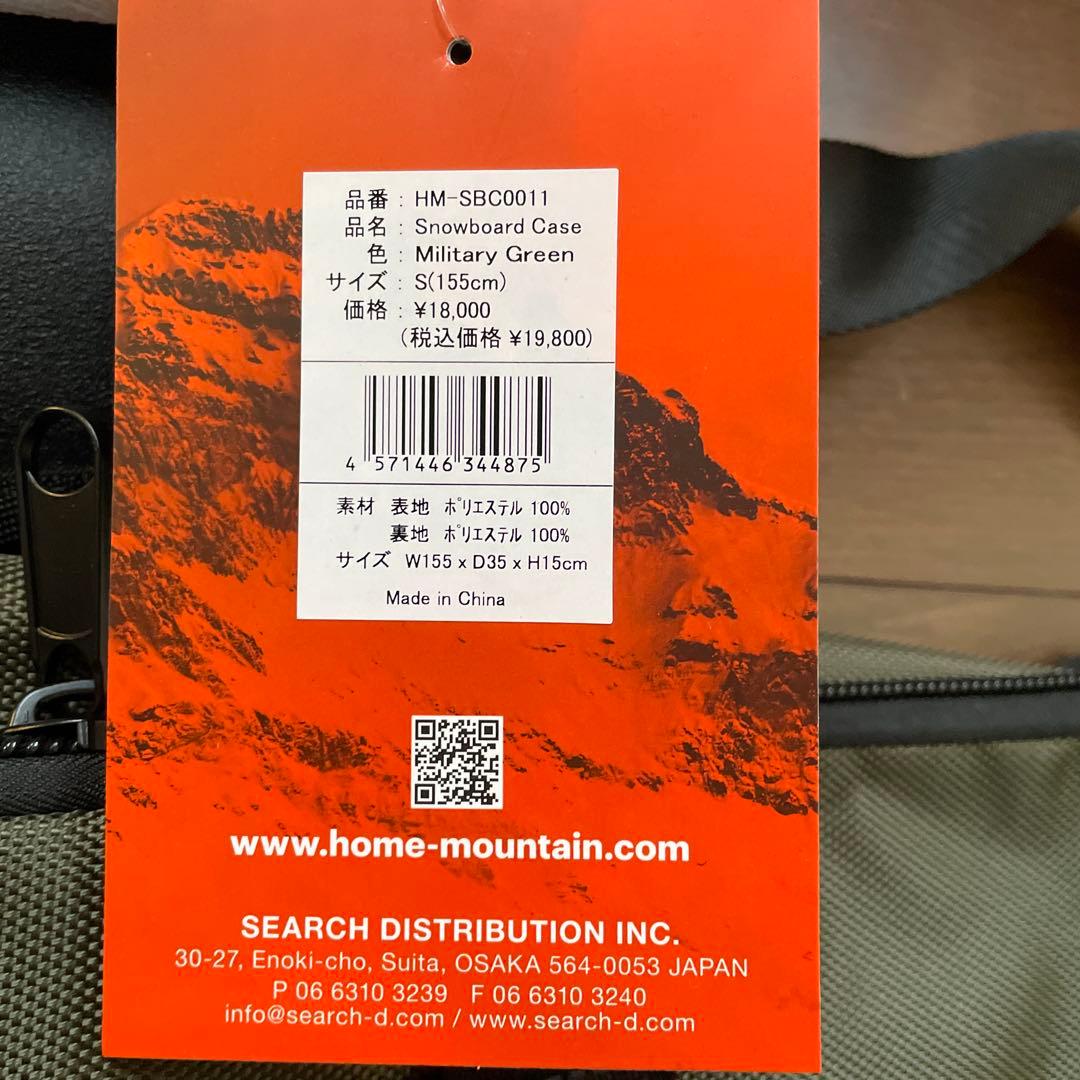 品番 : HM-SBC0011
品名 : Snowboard Case
色 : Military Green
サイズ : S(155cm)
価格 : ¥18,000
(税込価格 ¥19,800)
4 571446 344875
素材 表地 ﾎﾟﾘｴｽﾃﾙ 100%
裏地 ﾎﾟﾘｴｽﾃﾙ 100%
サイズ W155 x D35 x H15cm
Made in China
www.home-mountain.com
SEARCH DISTRIBUTION INC.
30-27, Enoki-cho, Suita, OSAKA 564-0053 JAPAN
P 06 6310 3239 F 06 6310 3240
info@search-d.com / www.search-d.com